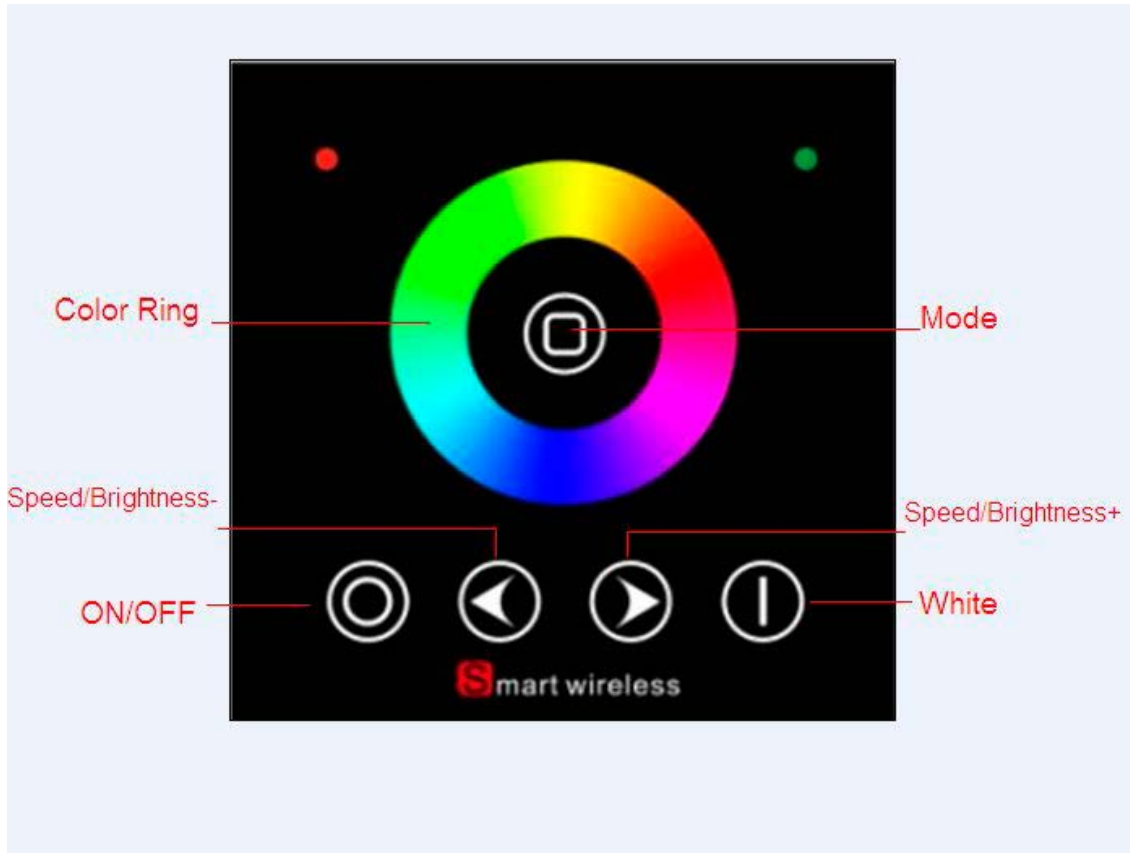 Color Ring
Mode
Speed/Brightness-
Speed/Brightness+
ON/OFF
White
Smart wireless